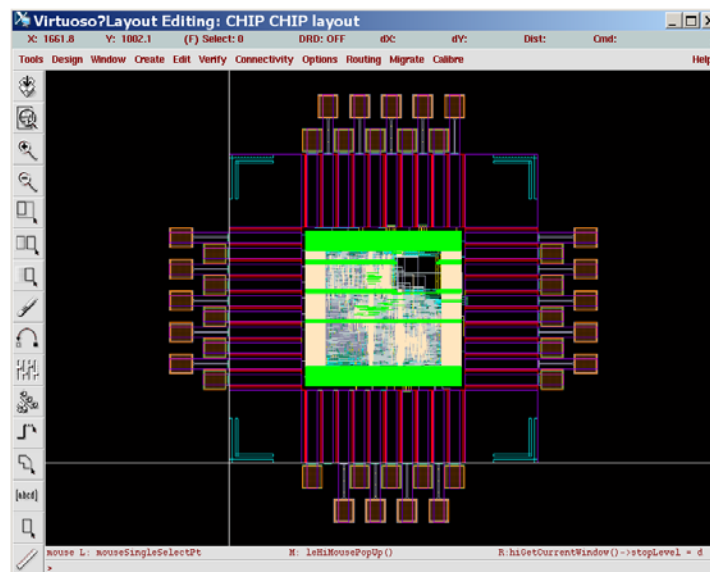 Virtuoso?Layout Editing: CHIP CHIP layout
X: 1661.8 Y: 1002.1 (F) Select: 0 DRD: OFF dX: dY: Dist: Cmd:
Tools Design Window Create Edit Verify Connectivity Options Routing Migrate Calibre Help
[abcd]
mouse L: mouseSingleSelectPt M: leHiMousePopUp() R:hiGetCurrentWindow()->stopLevel = d
>